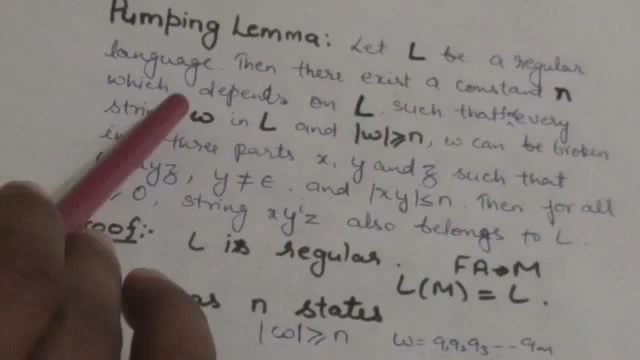 Pumping Lemma: Let L be a regular
language. Then there exist a constant n
which depends on L such that every
w in L and |w|≥n, w can be broken
three parts x, y and z such that
y ≠ ϵ and |xy|≤n. Then for all
0, string xyⁱz also belongs to L.
L is regular. FA→M
L(M) = L.
n states
|w|≥n w=